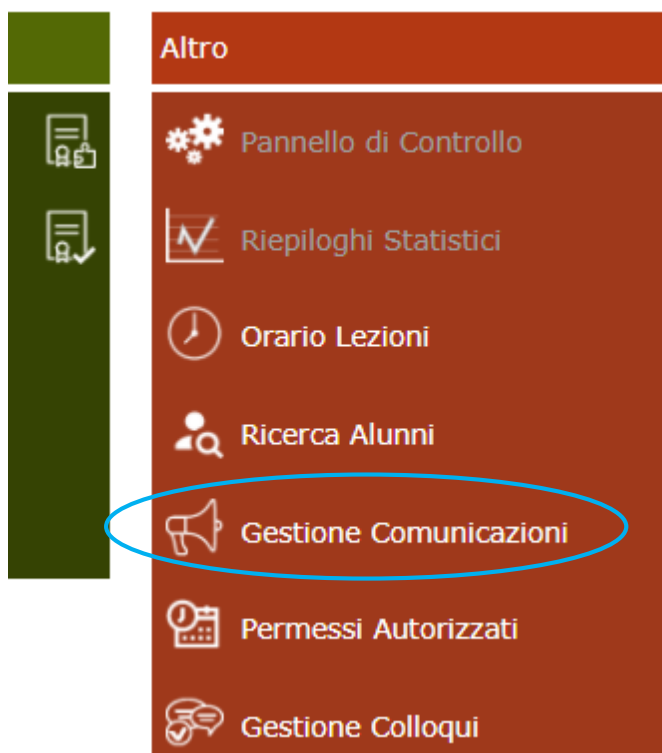 Altro
Pannello di Controllo
Riepiloghi Statistici
Orario Lezioni
Ricerca Alunni
Gestione Comunicazioni
Permessi Autorizzati
Gestione Colloqui